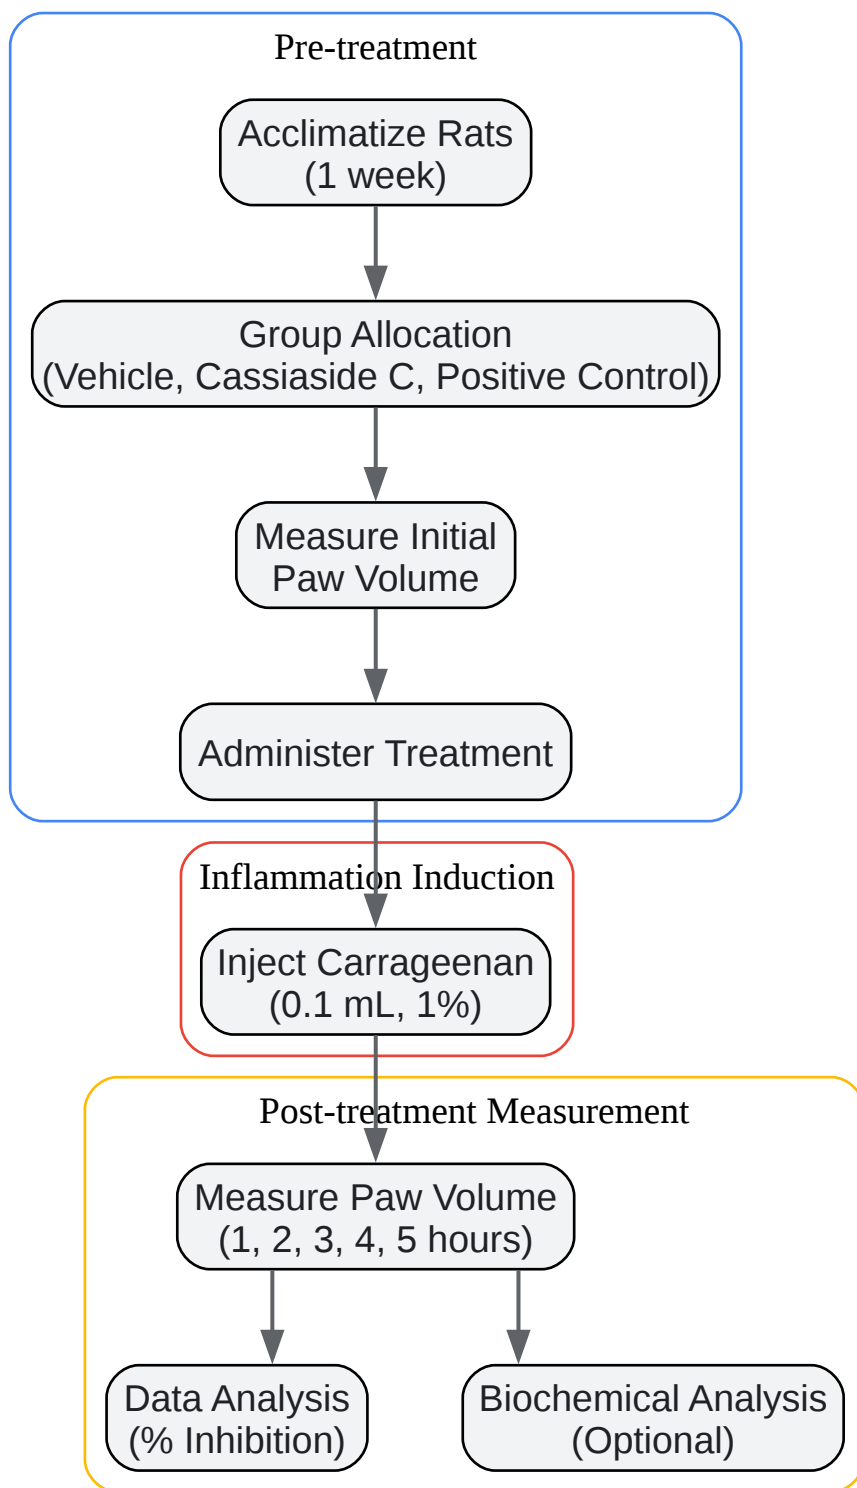 Pre-treatment
Acclimatize Rats
(1 week)
Group Allocation
(Vehicle, Cassiaside C, Positive Control)
Measure Initial
Paw Volume
Administer Treatment
Inflammation Induction
Inject Carrageenan
(0.1 mL, 1%)
Post-treatment Measurement
Measure Paw Volume
(1, 2, 3, 4, 5 hours)
Data Analysis
(% Inhibition)
Biochemical Analysis
(Optional)